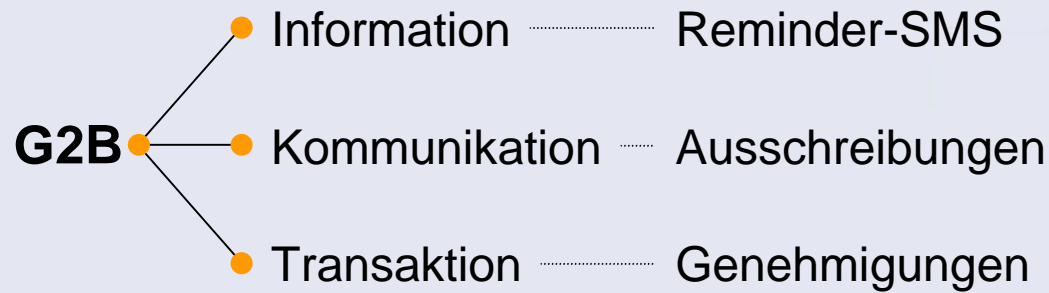 Information Reminder-SMS
G2B Kommunikation Ausschreibungen
Transaktion Genehmigungen